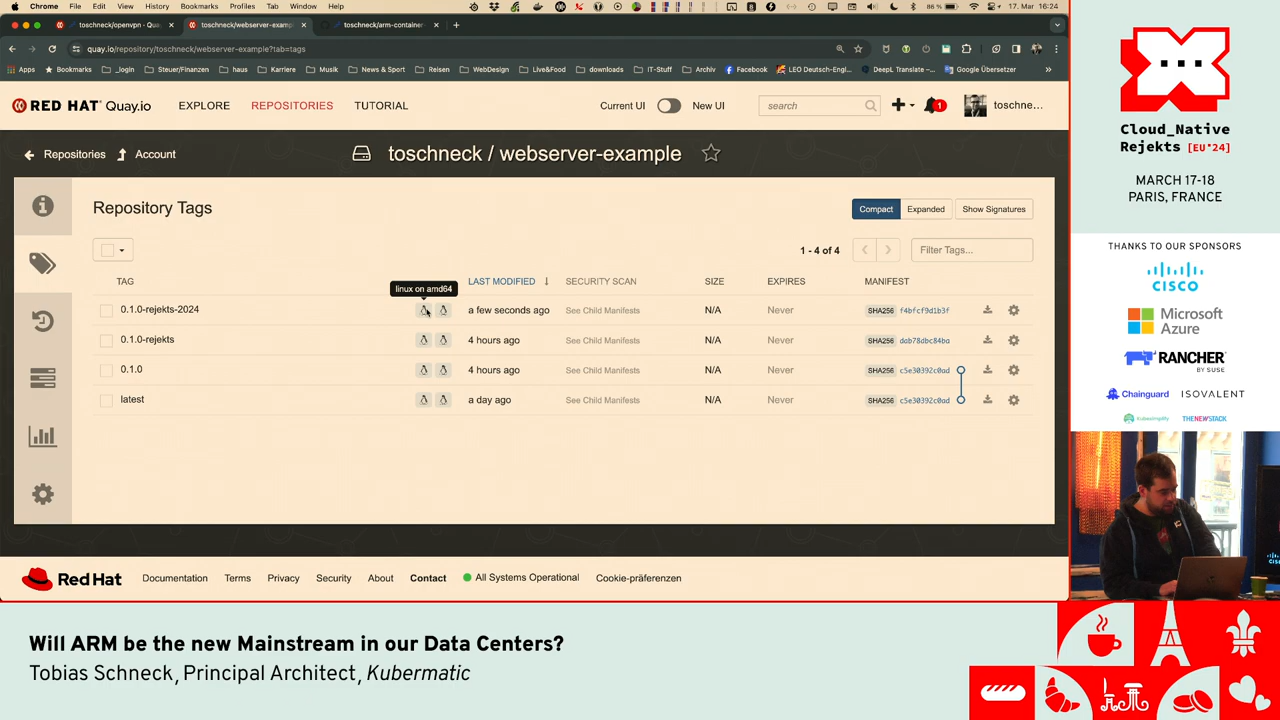 Chrome File Edit View History Bookmarks Profiles Tab Window Help
86 % 17. Mar 16:24
toschneck/openvpn · Quay × toschneck/webserver-examp × toschneck/arm-container × +
quay.io/repository/toschneck/webserver-example?tab=tags
Apps Bookmarks _login Steuer/Finanzen haus Karriere Musik News & Sport Reisen WebDesign Live&Food downloads IT-Stuff Archiv Facebook LEO Deutsch-Engl... DeepL Translate –... Google Übersetzer »
RED HAT Quay.io EXPLORE REPOSITORIES TUTORIAL Current UI New UI search + 1 toschne...
Repositories Account toschneck / webserver-example
Repository Tags
Compact Expanded Show Signatures
1 - 4 of 4 Filter Tags...
linux on amd64
TAG LAST MODIFIED SECURITY SCAN SIZE EXPIRES MANIFEST
0.1.0-rejekts-2024 a few seconds ago See Child Manifests N/A Never SHA256 f4bfcf9d1b3f
0.1.0-rejekts 4 hours ago See Child Manifests N/A Never SHA256 dab78dbc84ba
0.1.0 4 hours ago See Child Manifests N/A Never SHA256 c5e30392c0ad
latest a day ago See Child Manifests N/A Never SHA256 c5e30392c0ad
Red Hat Documentation Terms Privacy Security About Contact All Systems Operational Cookie-präferenzen
Cloud_Native
Rejekts [EU*24]
MARCH 17-18
PARIS, FRANCE
THANKS TO OUR SPONSORS
CISCO
Microsoft
Azure
RANCHER
BY SUSE
Chainguard ISOVALENT
Kubesimplify THENEWSTACK
CISCO
Will ARM be the new Mainstream in our Data Centers?
Tobias Schneck, Principal Architect, Kubermatic